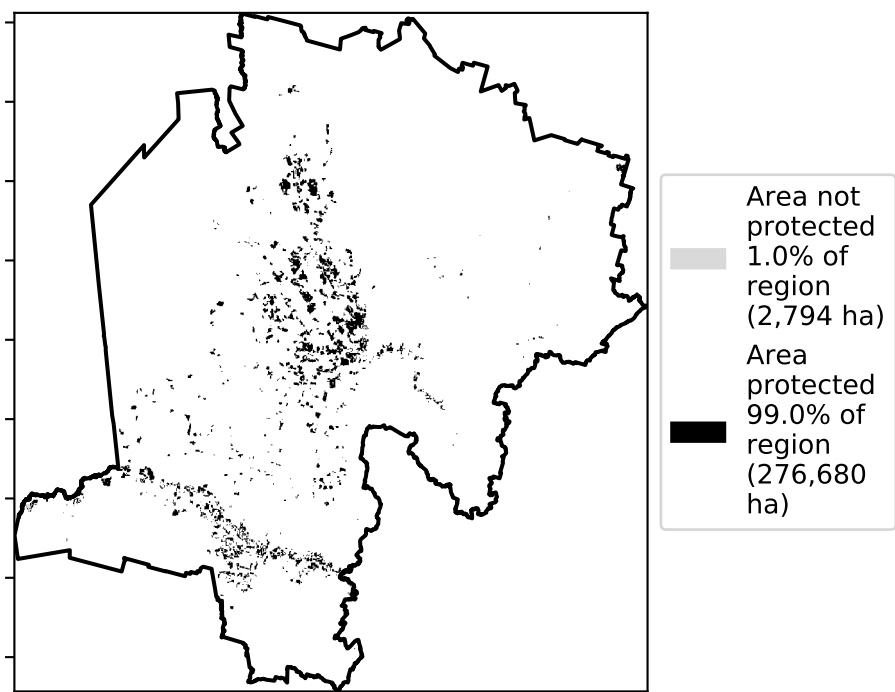 Area not
protected
1.0% of
region
(2,794 ha)
Area
protected
99.0% of
region
(276,680
ha)